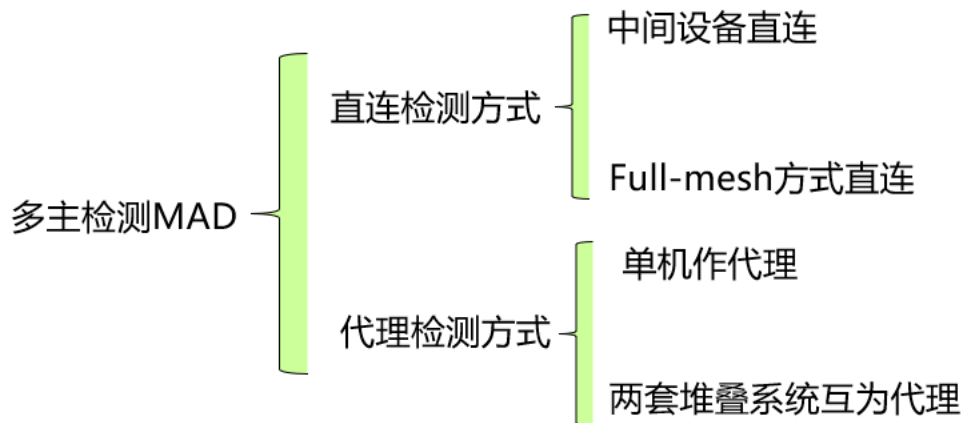 多主检测MAD
直连检测方式
中间设备直连
Full-mesh方式直连
代理检测方式
单机作代理
两套堆叠系统互为代理